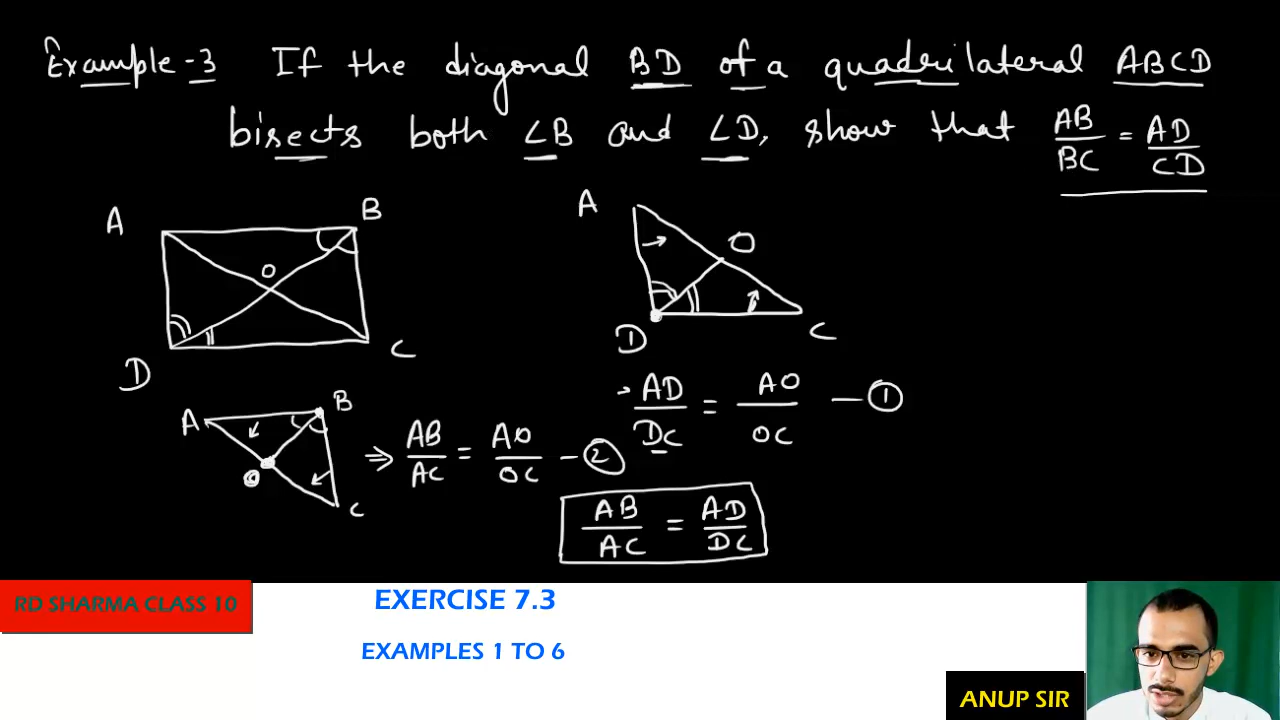 Example-3 If the diagonal BD of a quadrilateral ABCD
bisects both ∠B and ∠D, show that AB/BC = AD/CD
A B
O
D C
A
O
D C
A B
O
C
AD/DC = AO/OC — ①
⇒ AB/AC = AO/OC — ②
AB/AC = AD/DC
RD SHARMA CLASS 10
EXERCISE 7.3
EXAMPLES 1 TO 6
ANUP SIR